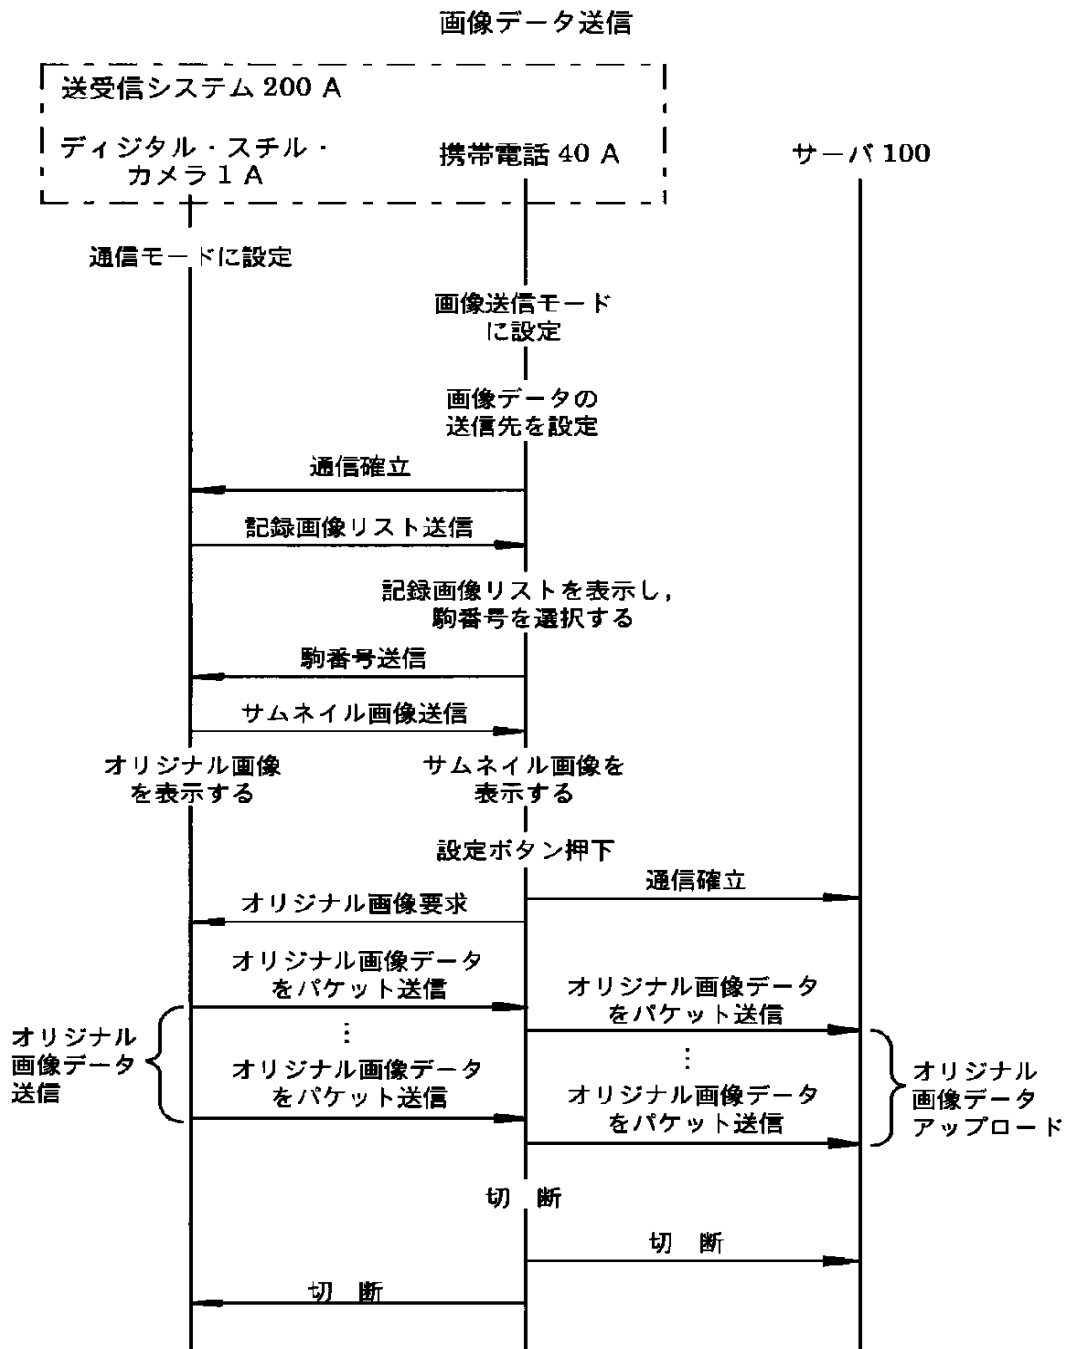 画像データ送信
送受信システム 200 A
ディジタル・スチル・
カメラ 1 A
携帯電話 40 A
サーバ 100
通信モードに設定
画像送信モード
に設定
画像データの
送信先を設定
通信確立
記録画像リスト送信
記録画像リストを表示し,
駒番号を選択する
駒番号送信
サムネイル画像送信
オリジナル画像
を表示する
サムネイル画像を
表示する
設定ボタン押下
通信確立
オリジナル画像要求
オリジナル画像データ
をパケット送信
オリジナル画像データ
をパケット送信
オリジナル
画像データ
送信
オリジナル画像データ
をパケット送信
オリジナル画像データ
をパケット送信
オリジナル
画像データ
アップロード
切 断
切 断
切 断